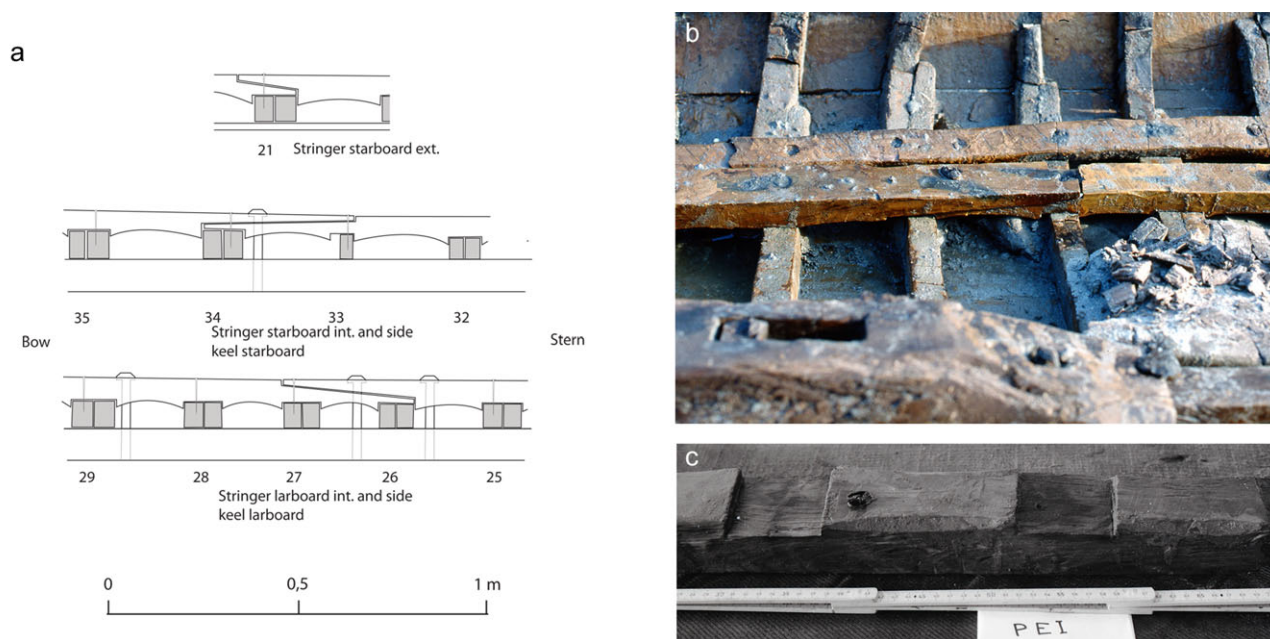 a
21 Stringer starboard ext.
35 34 33 32
Stringer starboard int. and side
keel starboard
Bow Stern
29 28 27 26 25
Stringer larboard int. and side
keel larboard
0 0,5 1 m
b
c
PEI